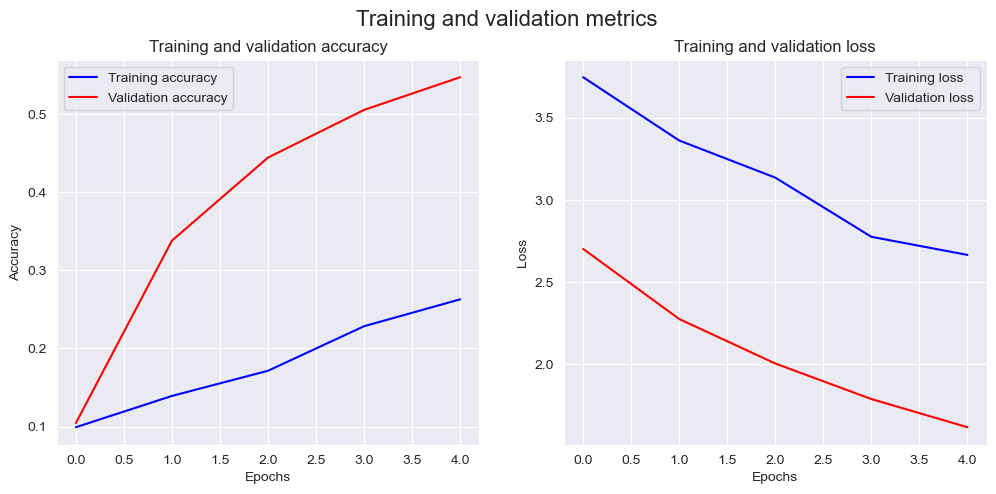 Training and validation metrics
Training and validation accuracy
Training accuracy
Validation accuracy
0.5
0.4
0.3
0.2
0.1
Accuracy
0.0 0.5 1.0 1.5 2.0 2.5 3.0 3.5 4.0
Epochs
Training and validation loss
Training loss
Validation loss
3.5
3.0
2.5
2.0
Loss
0.0 0.5 1.0 1.5 2.0 2.5 3.0 3.5 4.0
Epochs